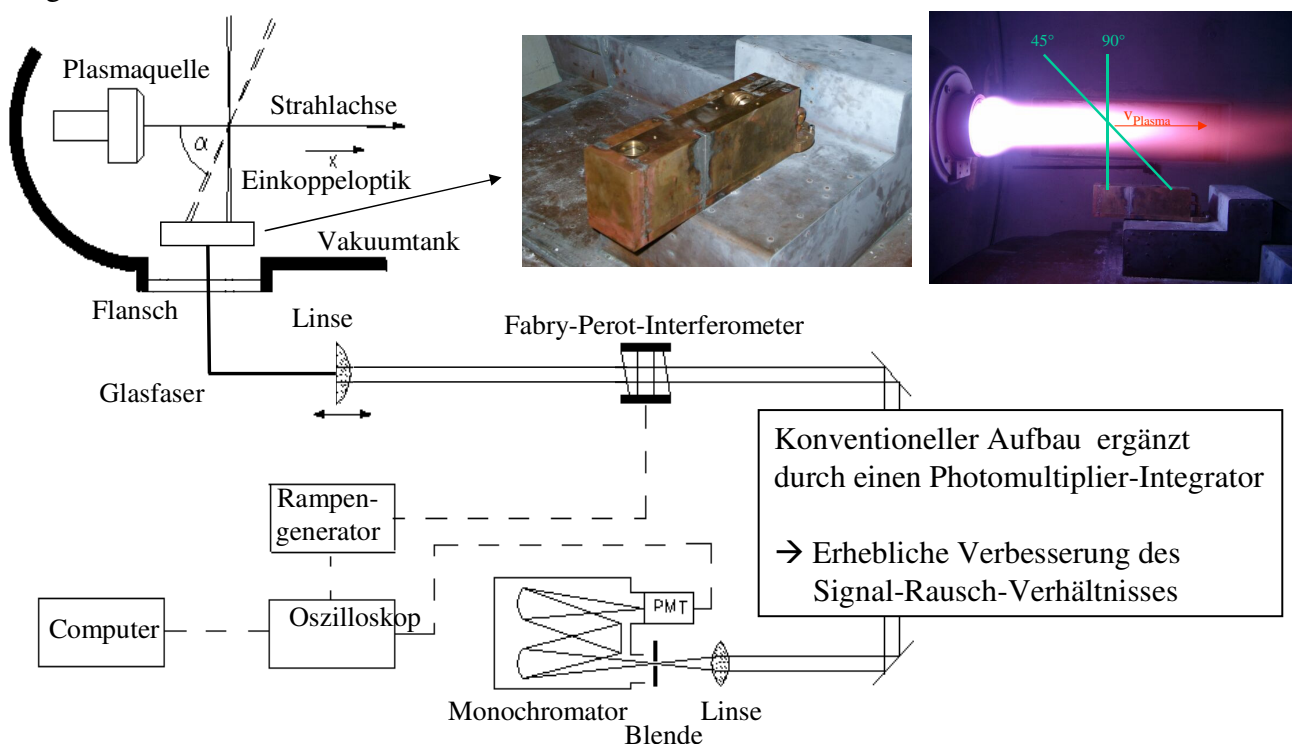 Plasmaquelle
45°
90°
Strahlachse
vPlasma
α
x
Einkoppeloptik
Vakuumtank
Flansch
Linse
Fabry-Perot-Interferometer
Glasfaser
Konventioneller Aufbau ergänzt
durch einen Photomultiplier-Integrator
→ Erhebliche Verbesserung des
Signal-Rausch-Verhältnisses
Rampen-
generator
PMT
Computer
Oszilloskop
Monochromator
Linse
Blende